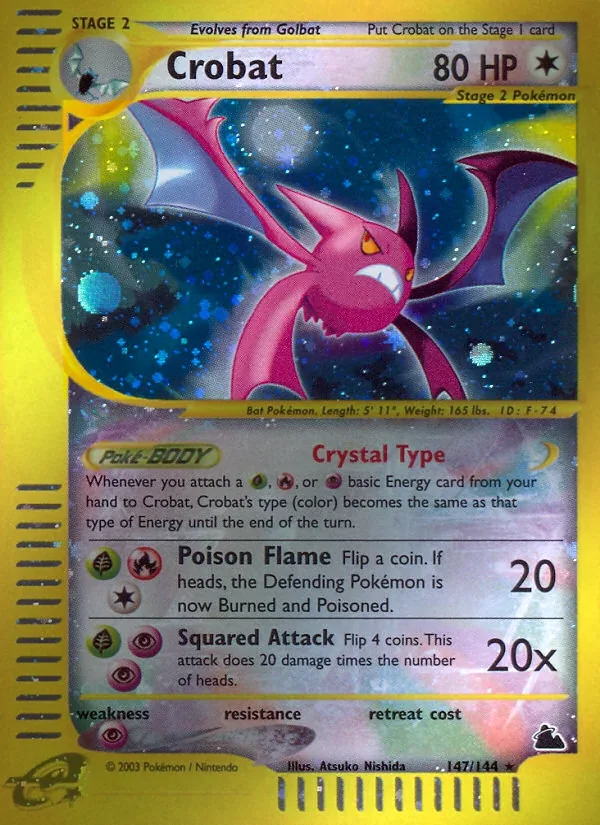 STAGE 2
Evolves from Golbat
Put Crobat on the Stage 1 card
Crobat
80 HP
Stage 2 Pokémon
Bat Pokémon, Length: 5' 11", Weight: 165 lbs. ID: F-74
Poké-BODY
Crystal Type
Whenever you attach a , , or basic Energy card from your
hand to Crobat, Crobat's type (color) becomes the same as that
type of Energy until the end of the turn.
Poison Flame Flip a coin. If
heads, the Defending Pokémon is
now Burned and Poisoned.
20
Squared Attack Flip 4 coins. This
attack does 20 damage times the number
of heads.
20x
weakness
resistance
retreat cost
© 2003 Pokémon / Nintendo
Illus. Atsuko Nishida
147/144 ★